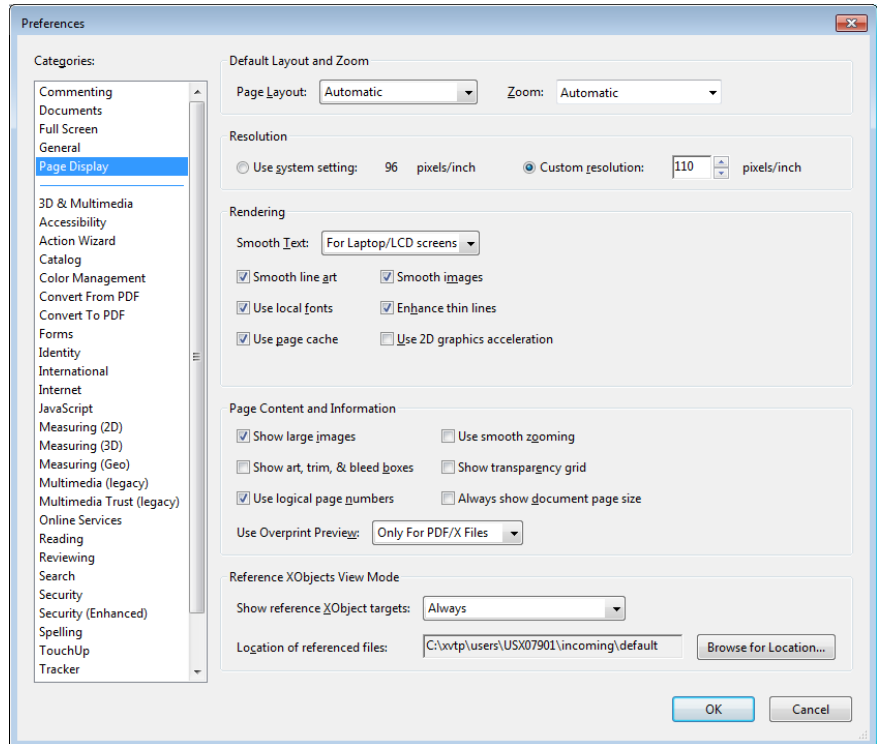 Preferences
Categories:
Commenting
Documents
Full Screen
General
Page Display
3D & Multimedia
Accessibility
Action Wizard
Catalog
Color Management
Convert From PDF
Convert To PDF
Forms
Identity
International
Internet
JavaScript
Measuring (2D)
Measuring (3D)
Measuring (Geo)
Multimedia (legacy)
Multimedia Trust (legacy)
Online Services
Reading
Reviewing
Search
Security
Security (Enhanced)
Spelling
TouchUp
Tracker
Default Layout and Zoom
Page Layout: Automatic Zoom: Automatic
Resolution
Use system setting: 96 pixels/inch Custom resolution: 110 pixels/inch
Rendering
Smooth Text: For Laptop/LCD screens
Smooth line art Smooth images
Use local fonts Enhance thin lines
Use page cache Use 2D graphics acceleration
Page Content and Information
Show large images Use smooth zooming
Show art, trim, & bleed boxes Show transparency grid
Use logical page numbers Always show document page size
Use Overprint Preview: Only For PDF/X Files
Reference XObjects View Mode
Show reference XObject targets: Always
Location of referenced files: C:\xvtp\users\USX07901\incoming\default Browse for Location...
OK Cancel